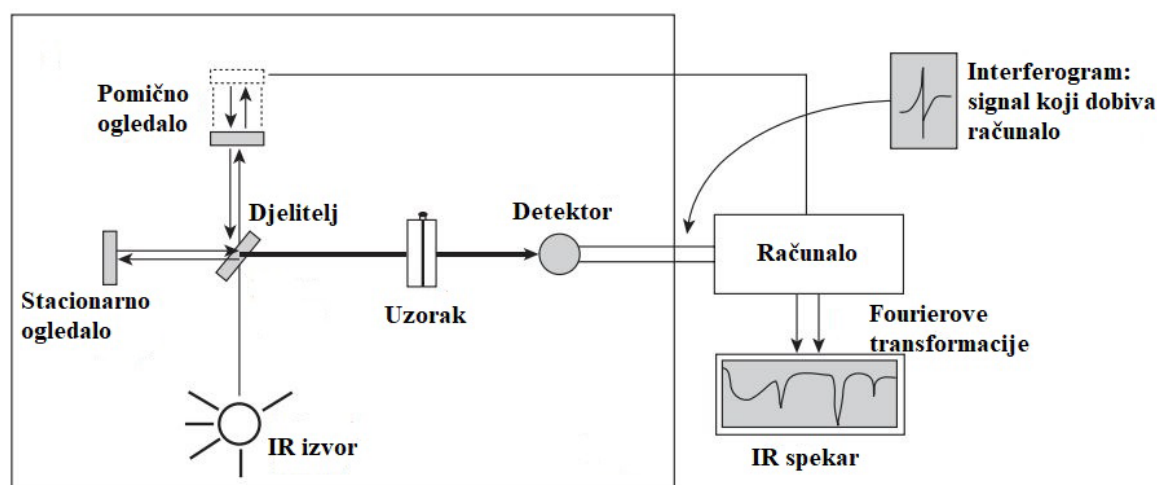 Pomično
ogledalo
Interferogram:
signal koji dobiva
računalo
Djelitelj
Detektor
Računalo
Stacionarno
ogledalo
Uzorak
Fourierove
transformacije
IR izvor
IR spekar